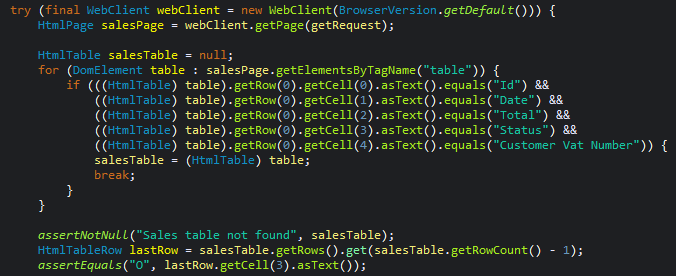 try (final WebClient webClient = new WebClient(BrowserVersion.getDefault())) {
HtmlPage salesPage = webClient.getPage(getRequest);
HtmlTable salesTable = null;
for (DomElement table : salesPage.getElementsByTagName("table")) {
if (((HtmlTable) table).getRow(0).getCell(0).asText().equals("Id") &&
((HtmlTable) table).getRow(0).getCell(1).asText().equals("Date") &&
((HtmlTable) table).getRow(0).getCell(2).asText().equals("Total") &&
((HtmlTable) table).getRow(0).getCell(3).asText().equals("Status") &&
((HtmlTable) table).getRow(0).getCell(4).asText().equals("Customer Vat Number")) {
salesTable = (HtmlTable) table;
break;
}
}
assertNotNull("Sales table not found", salesTable);
HtmlTableRow lastRow = salesTable.getRows().get(salesTable.getRowCount() - 1);
assertEquals("O", lastRow.getCell(3).asText());